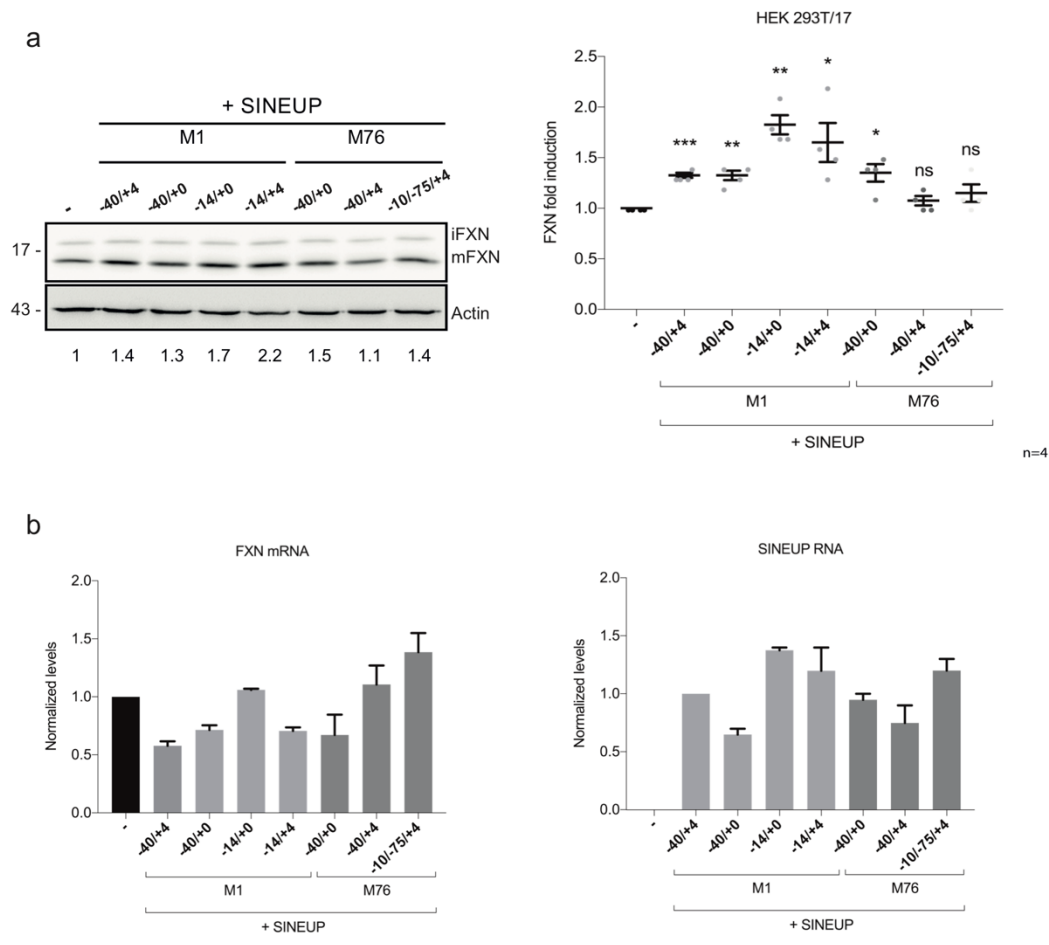 a
+ SINEUP
M1 M76
- -40/+4 -40/+0 -14/+0 -14/+4 -40/+0 -40/+4 -10/-75/+4
17 -
iFXN
mFXN
43 -
Actin
1 1.4 1.3 1.7 2.2 1.5 1.1 1.4
HEK 293T/17
FXN fold induction
2.5
2.0
1.5
1.0
0.5
0.0
*** ** ** * * ns ns
- -40/+4 -40/+0 -14/+0 -14/+4 -40/+0 -40/+4 -10/-75/+4
M1 M76
+ SINEUP
n=4
b
FXN mRNA
Normalized levels
2.0
1.5
1.0
0.5
0.0
- -40/+4 -40/+0 -14/+0 -14/+4 -40/+0 -40/+4 -10/-75/+4
M1 M76
+ SINEUP
SINEUP RNA
Normalized levels
2.0
1.5
1.0
0.5
0.0
- -40/+4 -40/+0 -14/+0 -14/+4 -40/+0 -40/+4 -10/-75/+4
M1 M76
+ SINEUP